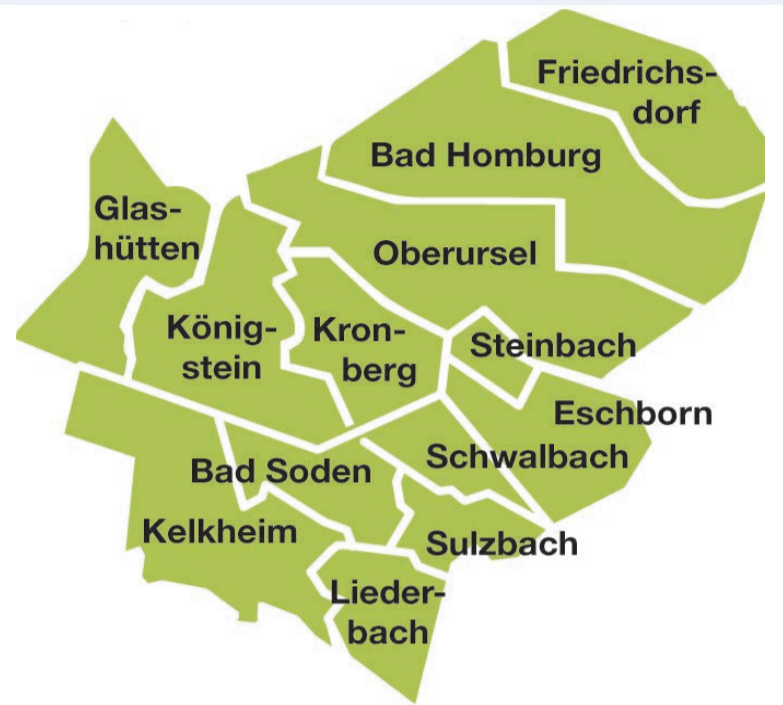 Friedrichs-
dorf
Bad Homburg
Glas-
hütten
Oberursel
König-
stein
Kron-
berg
Steinbach
Eschborn
Schwalbach
Bad Soden
Kelkheim
Sulzbach
Lieder-
bach